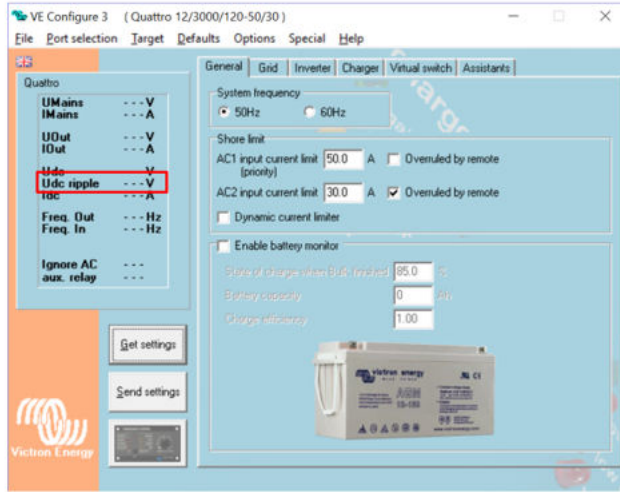 VE Configure 3 ( Quattro 12/3000/120-50/30 )
File Port selection Target Defaults Options Special Help
Quattro
UMains - - - V
IMains - - - A
UOut - - - V
IOut - - - A
Udc - - - V
Udc ripple - - - V
Idc - - - A
Freq. Out - - - Hz
Freq. In - - - Hz
Ignore AC - - -
aux. relay - - -
Get settings
Send settings
Victron Energy
General Grid Inverter Charger Virtual switch Assistants
System frequency
50Hz 60Hz
Shore limit
AC1 input current limit 50.0 A Overruled by remote
(priority)
AC2 input current limit 30.0 A Overruled by remote
Dynamic current limiter
Enable battery monitor
State of charge when Bulk finished 85.0 %
Battery capacity 0 Ah
Charge efficiency 1.00
victron energy
AGM